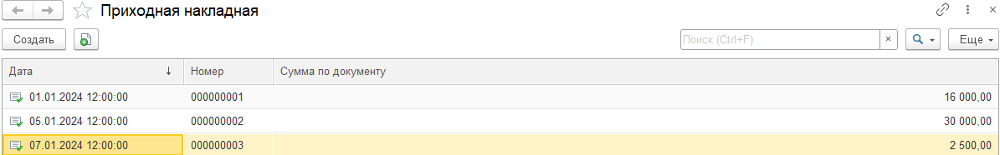 Приходная накладная
Создать Поиск (Ctrl+F) × Еще
Дата ↓ Номер Сумма по документу
01.01.2024 12:00:00 000000001 16 000,00
05.01.2024 12:00:00 000000002 30 000,00
07.01.2024 12:00:00 000000003 2 500,00